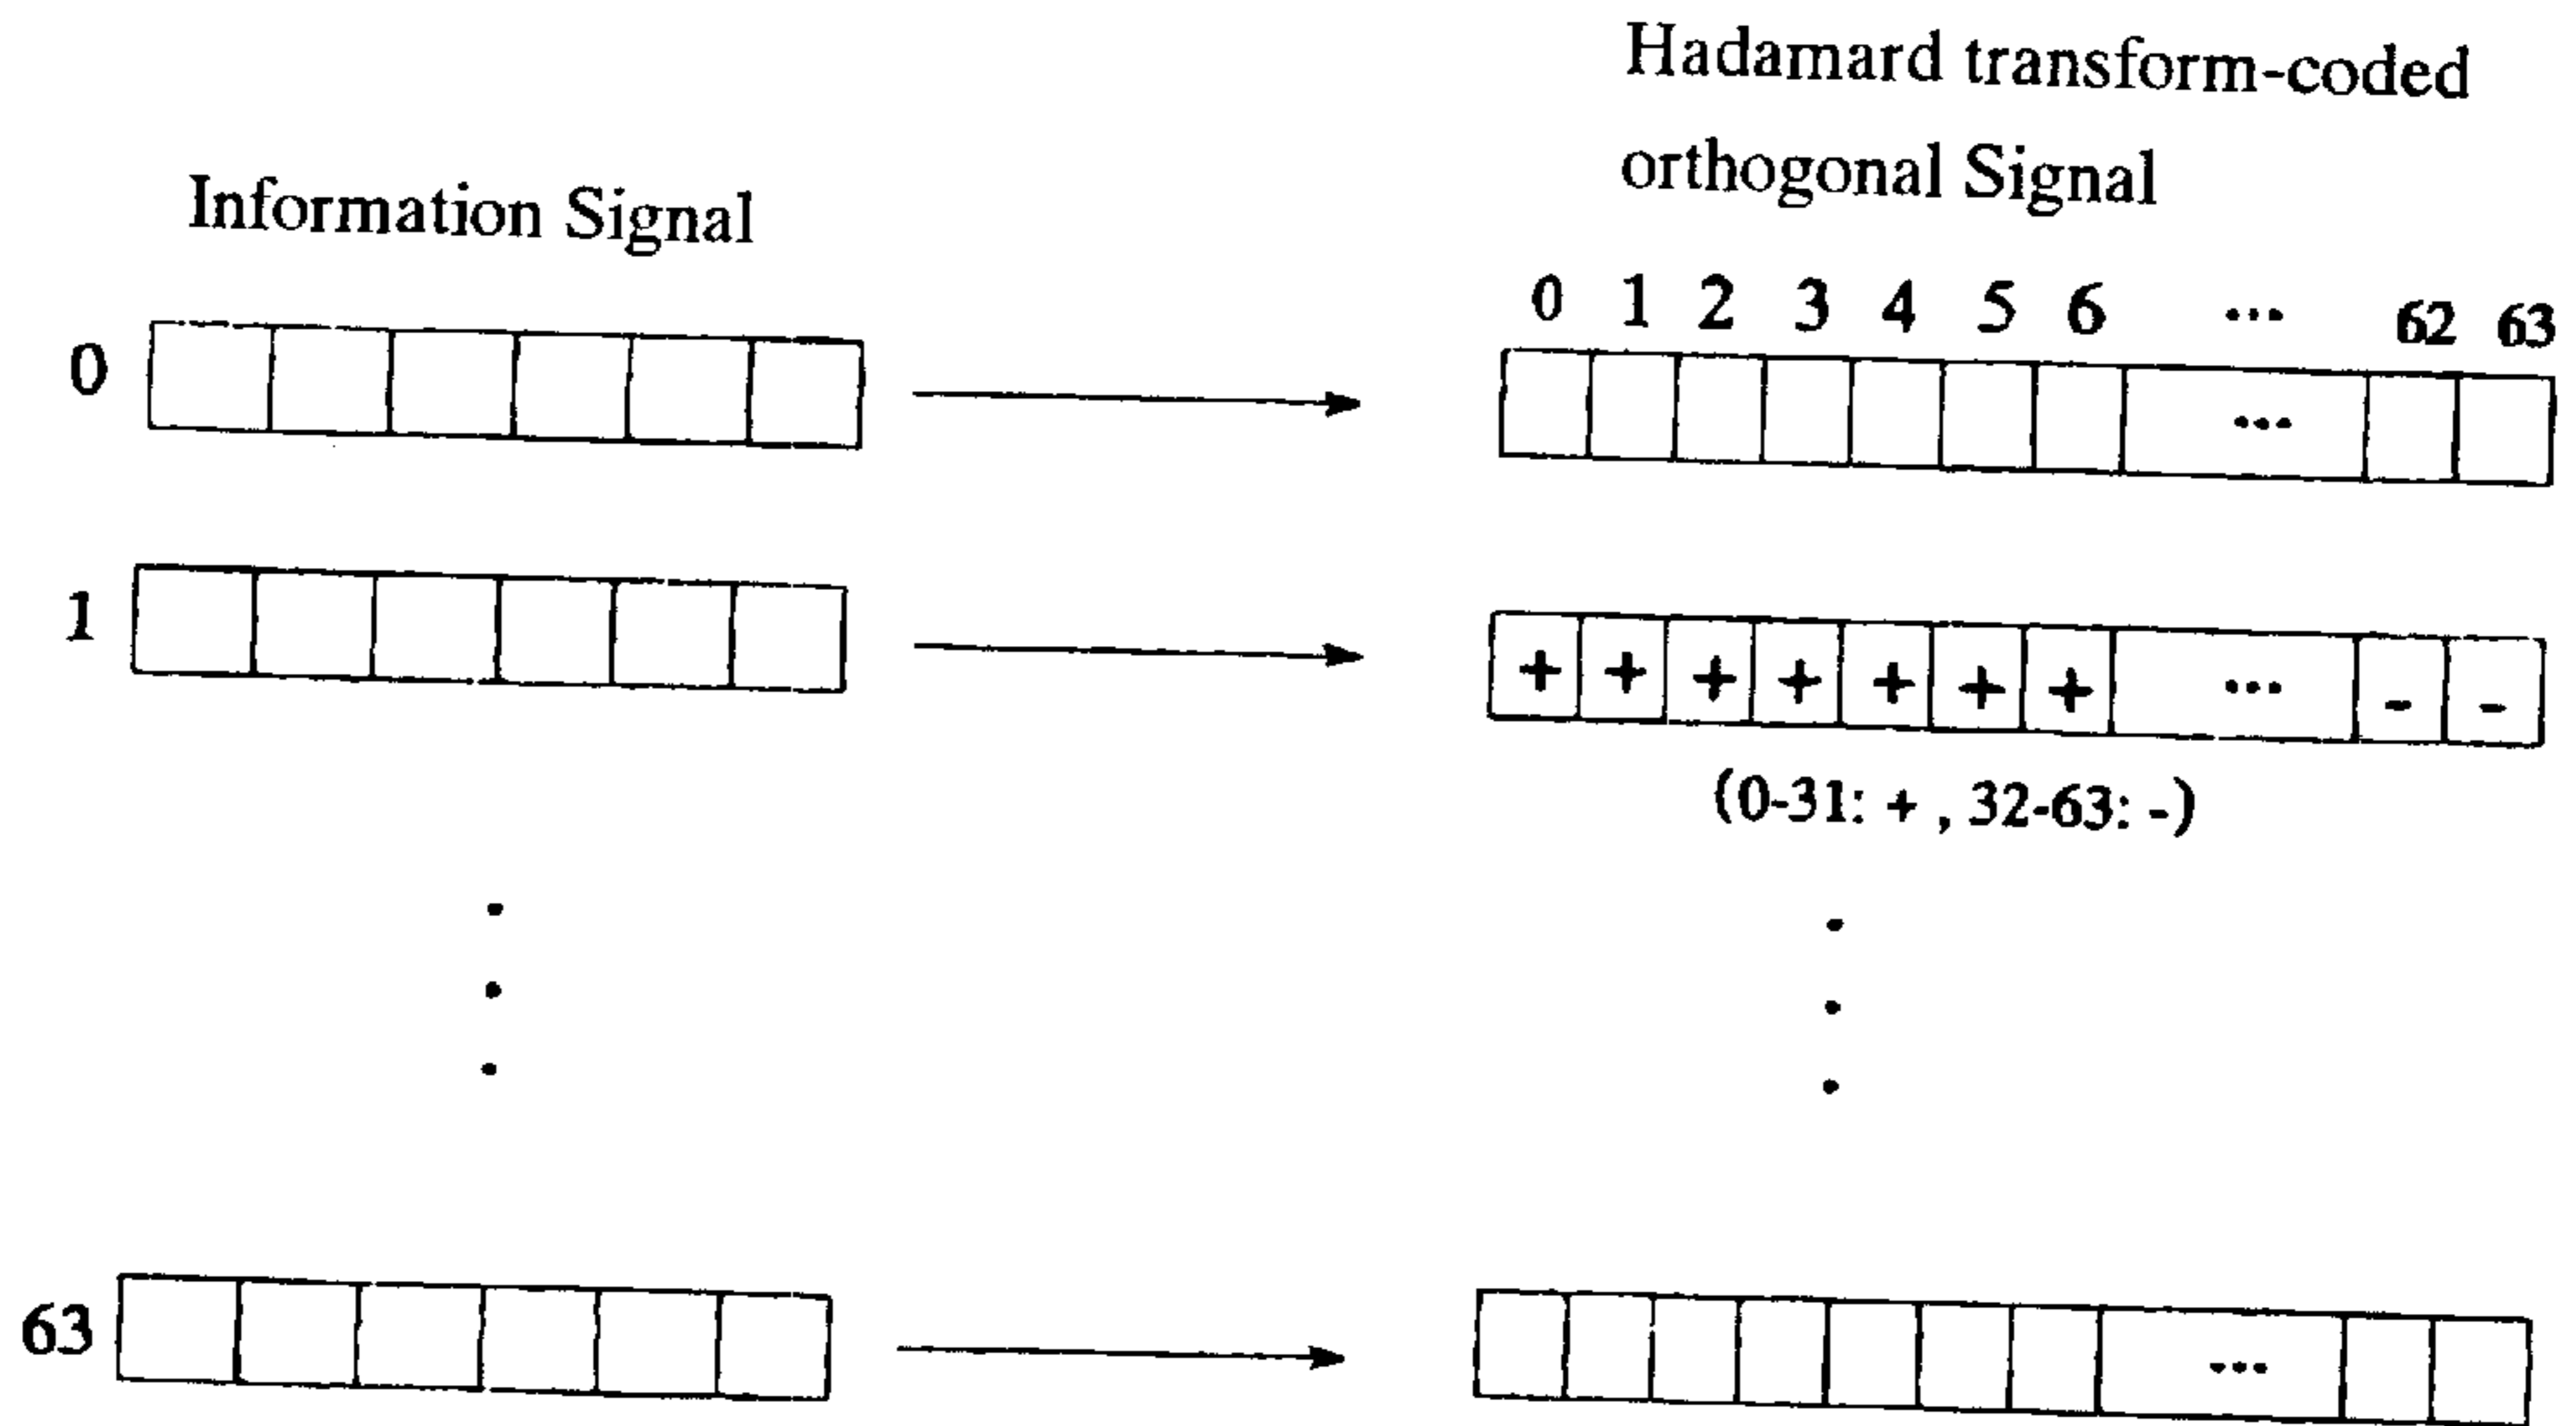 Hadamard transform-coded
orthogonal Signal
Information Signal
0 1 2 3 4 5 6 ... 62 63
0
...
1
+ + + + + + + ... - -
(0-31: + , 32-63: -)
63
...